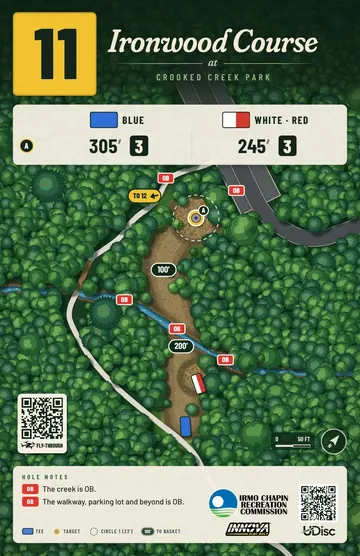 11
Ironwood Course
at
CROOKED CREEK PARK
BLUE
WHITE · RED
A
305' 3
245' 3
OB
OB
TO 12
A
100'
OB
OB
200'
OB
FLY-THROUGH
0 50 FT
HOLE NOTES
OB The creek is OB.
OB The walkway, parking lot and beyond is OB.
TEE
TARGET
CIRCLE 1 (33')
100' TO BASKET
IRMO CHAPIN
RECREATION
COMMISSION
INNOVA
UDisc